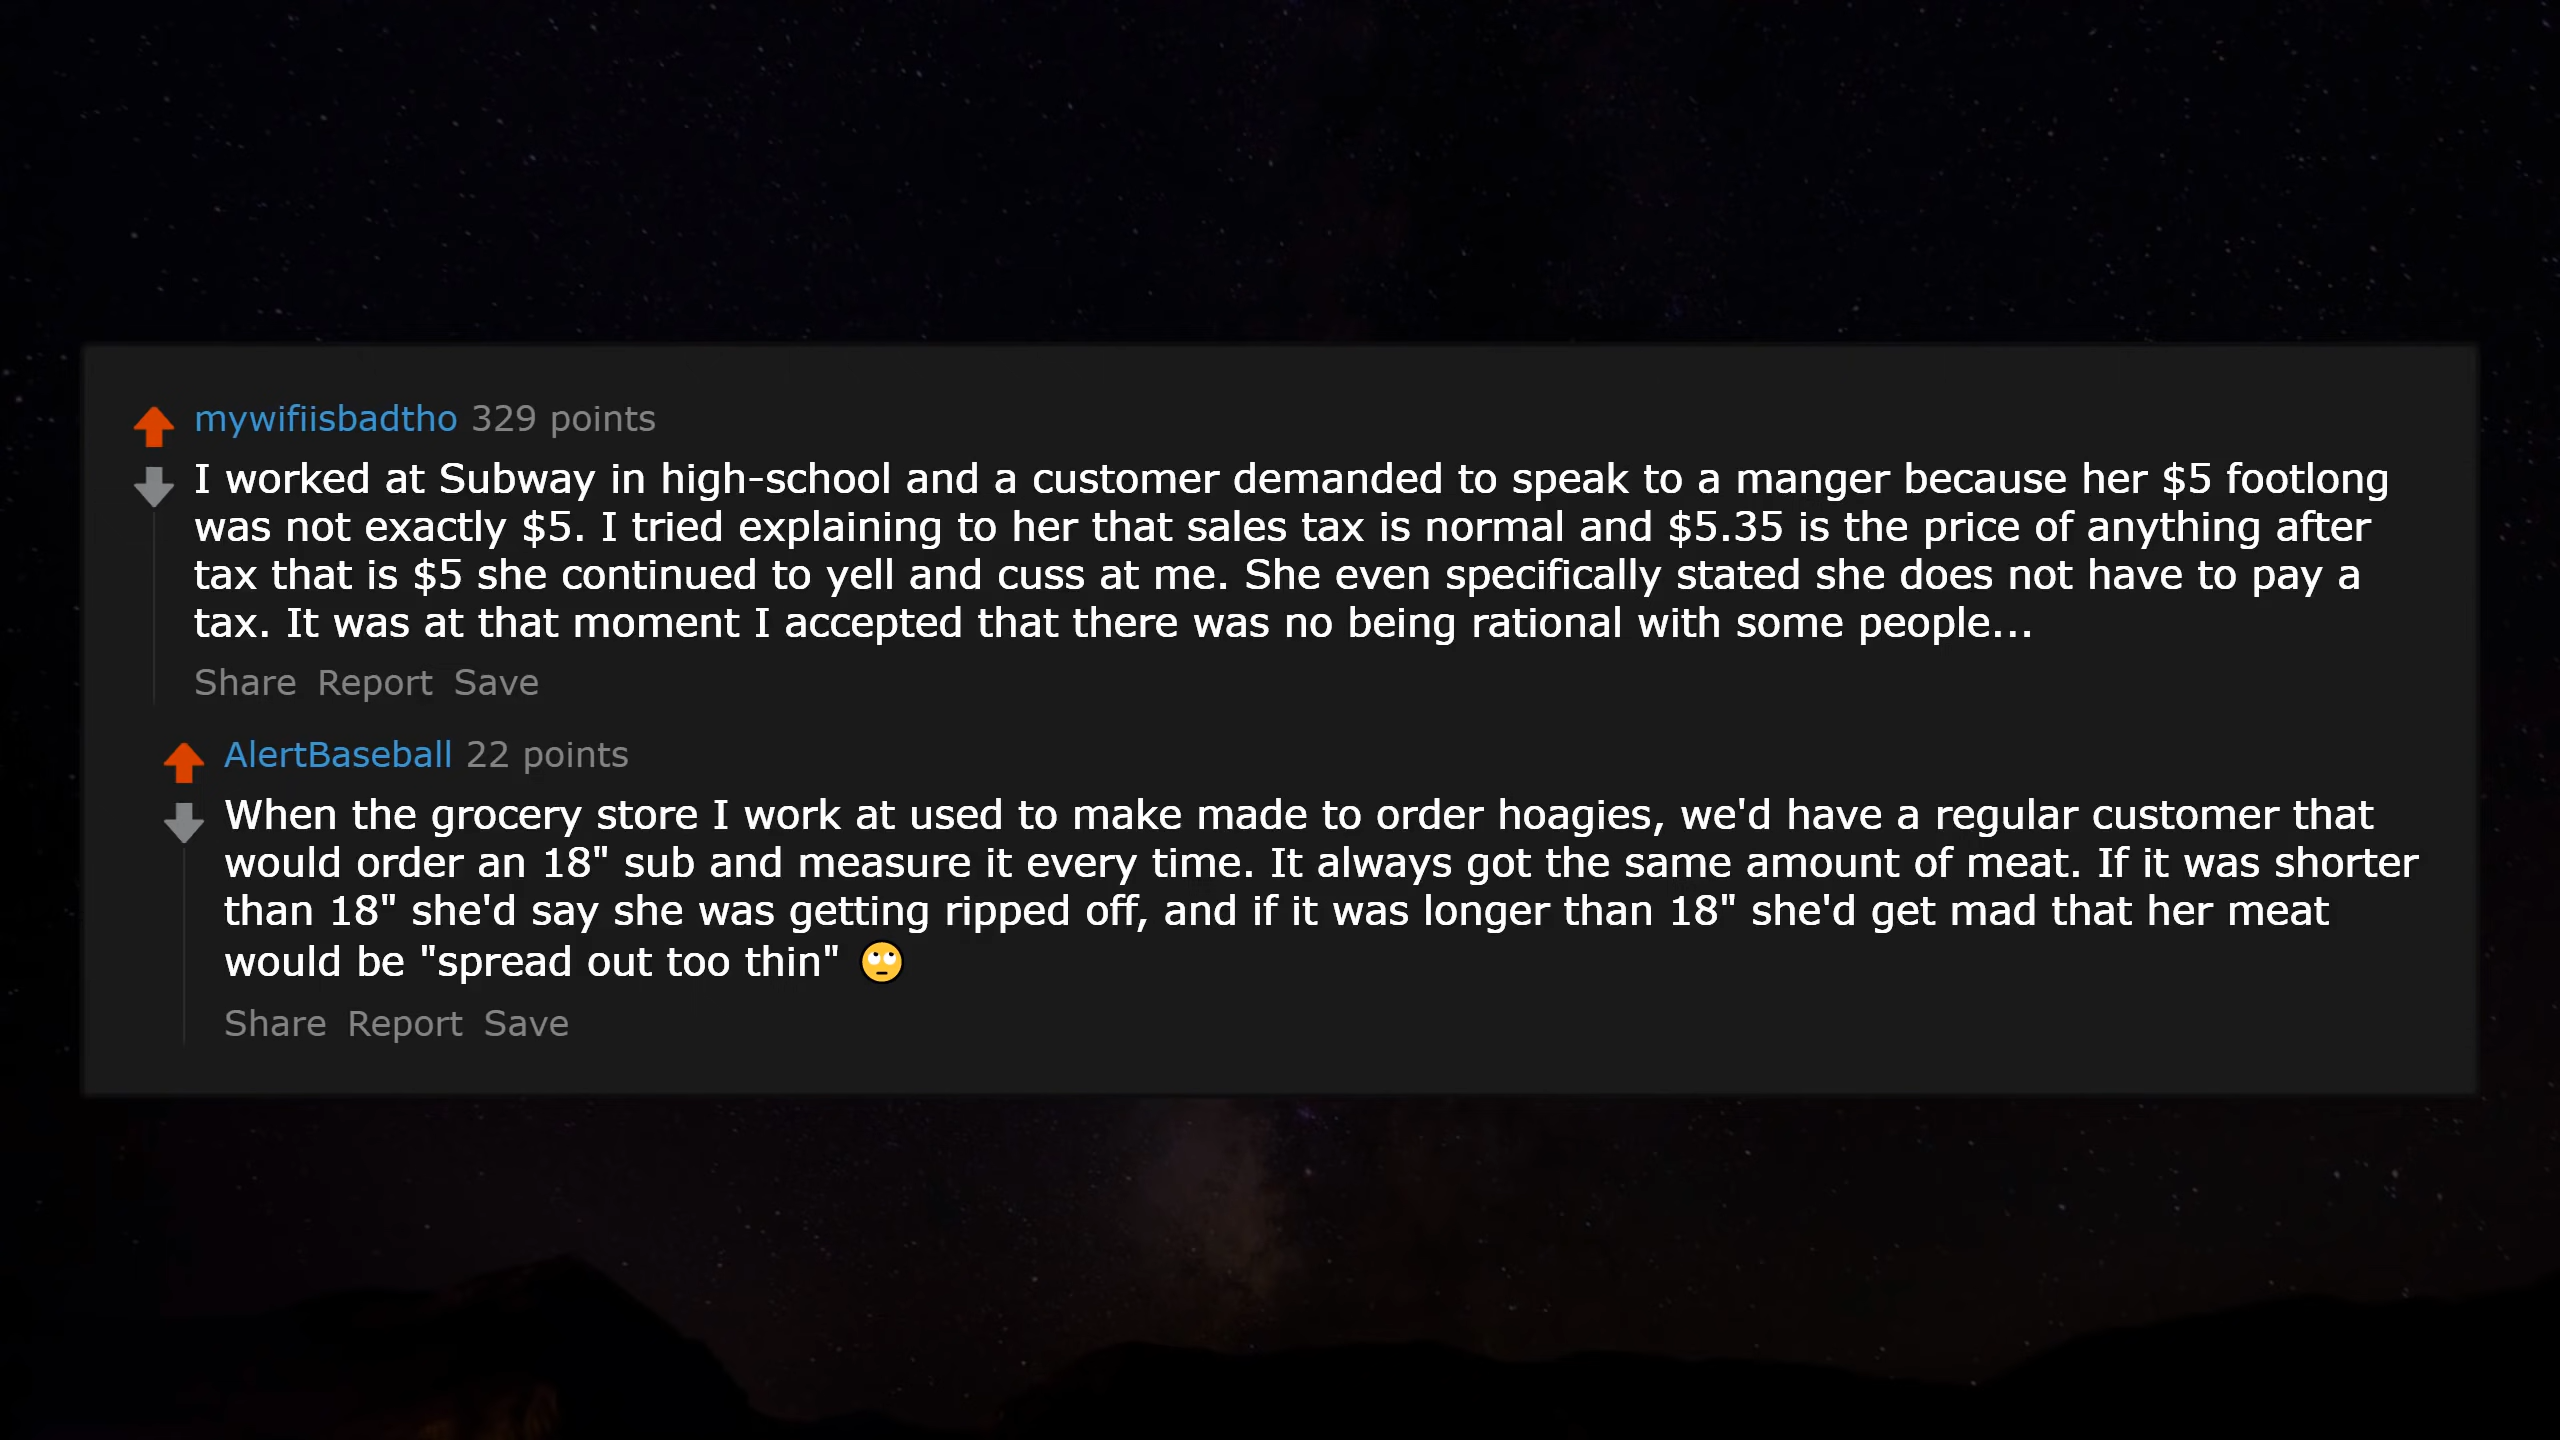 mywifiisbadtho 329 points
I worked at Subway in high-school and a customer demanded to speak to a manger because her $5 footlong
was not exactly $5. I tried explaining to her that sales tax is normal and $5.35 is the price of anything after
tax that is $5 she continued to yell and cuss at me. She even specifically stated she does not have to pay a
tax. It was at that moment I accepted that there was no being rational with some people...
Share Report Save
AlertBaseball 22 points
When the grocery store I work at used to make made to order hoagies, we'd have a regular customer that
would order an 18" sub and measure it every time. It always got the same amount of meat. If it was shorter
than 18" she'd say she was getting ripped off, and if it was longer than 18" she'd get mad that her meat
would be "spread out too thin" 🙄
Share Report Save